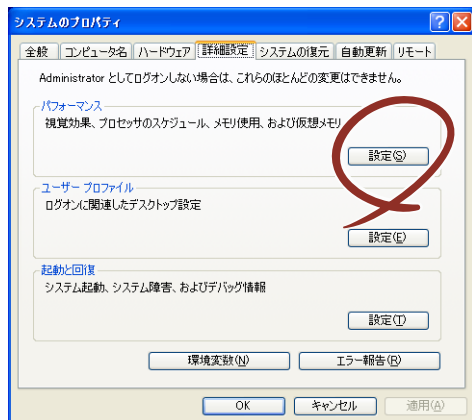 システムのプロパティ
全般 コンピュータ名 ハードウェア 詳細設定 システムの復元 自動更新 リモート
Administrator としてログオンしない場合は、これらのほとんどの変更はできません。
パフォーマンス
視覚効果、プロセッサのスケジュール、メモリ使用、および仮想メモリ
設定(S)
ユーザー プロファイル
ログオンに関連したデスクトップ設定
設定(E)
起動と回復
システム起動、システム障害、およびデバッグ情報
設定(T)
環境変数(N) エラー報告(R)
OK キャンセル 適用(A)